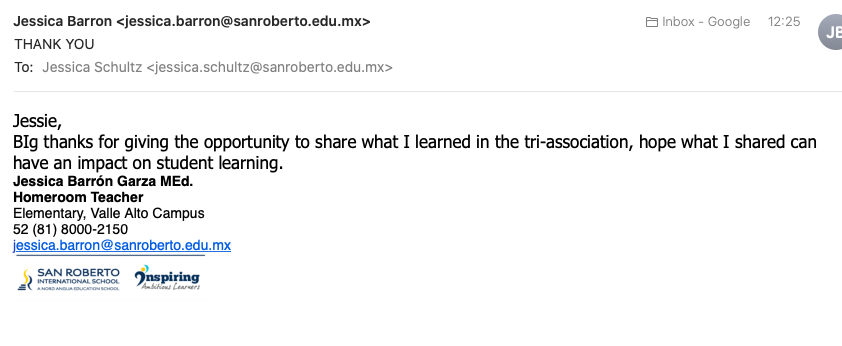 Jessica Barron <jessica.barron@sanroberto.edu.mx>
Inbox - Google 12:25
JB
THANK YOU
To: Jessica Schultz <jessica.schultz@sanroberto.edu.mx>
Jessie,
BIg thanks for giving the opportunity to share what I learned in the tri-association, hope what I shared can
have an impact on student learning.
Jessica Barrón Garza MEd.
Homeroom Teacher
Elementary, Valle Alto Campus
52 (81) 8000-2150
jessica.barron@sanroberto.edu.mx
SAN ROBERTO
INTERNATIONAL SCHOOL
A NORD ANGLIA EDUCATION SCHOOL
Inspiring
Ambitious Learners